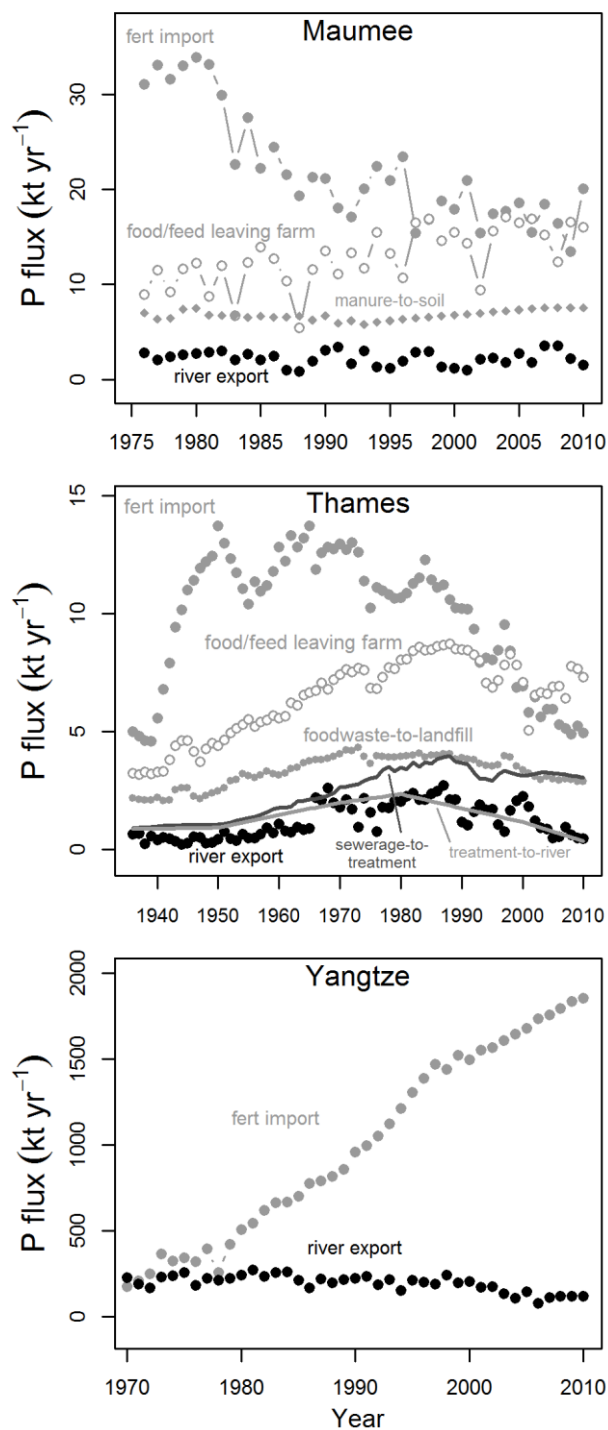 Maumee
fert import
food/feed leaving farm
manure-to-soil
river export
P flux (kt yr⁻¹)
0 10 20 30
1975 1980 1985 1990 1995 2000 2005 2010
Thames
fert import
food/feed leaving farm
foodwaste-to-landfill
river export
sewerage-to-
treatment
treatment-to-river
P flux (kt yr⁻¹)
0 5 10 15
1940 1950 1960 1970 1980 1990 2000 2010
Yangtze
fert import
river export
P flux (kt yr⁻¹)
0 500 1000 1500 2000
1970 1980 1990 2000 2010
Year